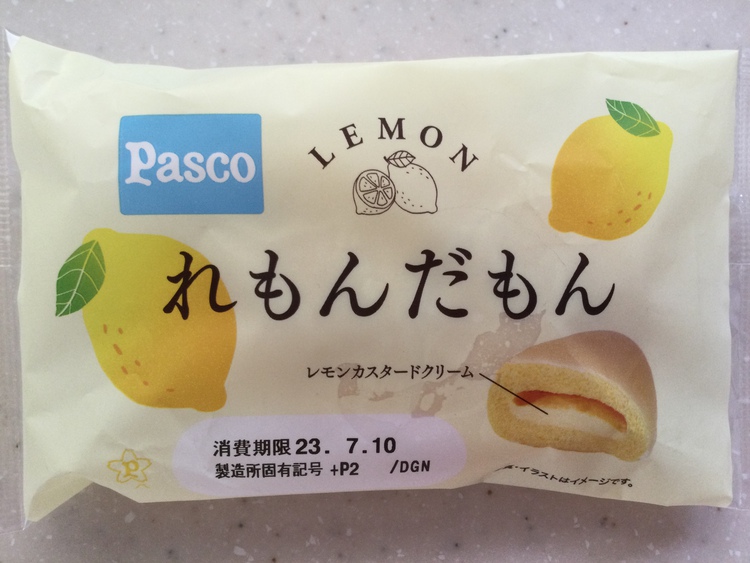 Pasco
LEMON
れもんだもん
レモンカスタードクリーム
消費期限 23. 7.10
製造所固有記号 +P2 /DGN
P
イラストはイメージです。